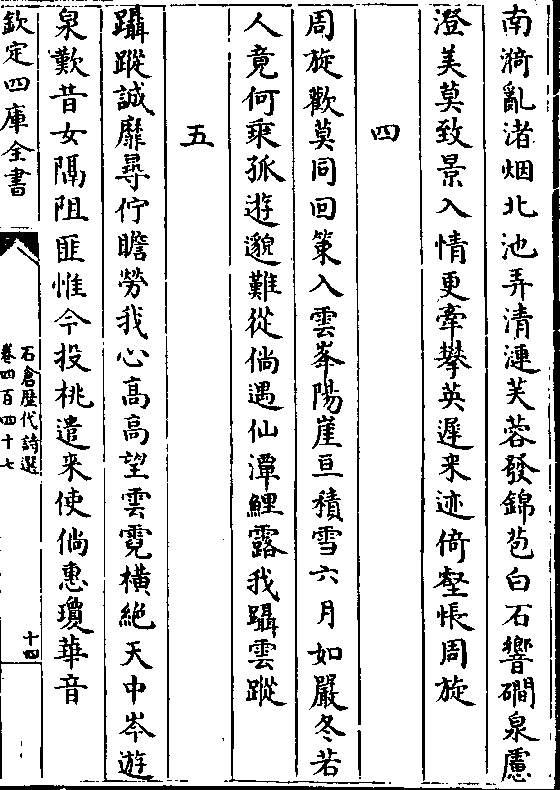 南漪亂渚烟北池弄清漣芙蓉發錦苞白石響磵泉慮
澄美莫致景入情更牽攀英遲来迹倚壑悵周旋
四
周旋歡莫同回策入雲峯陽崖亘積雪六月如嚴冬若
人竟何乘孤遊邈難從倘遇仙潭鯉露我躡雲蹤
五
躡蹤誠靡尋佇瞻勞我心高高望雲霓橫絶天中岑遊
泉歎昔女隔阻匪惟今投桃遣来使倘惠瓊華音
欽定四庫全書
石倉歷代詩選
卷四百四十七
十四